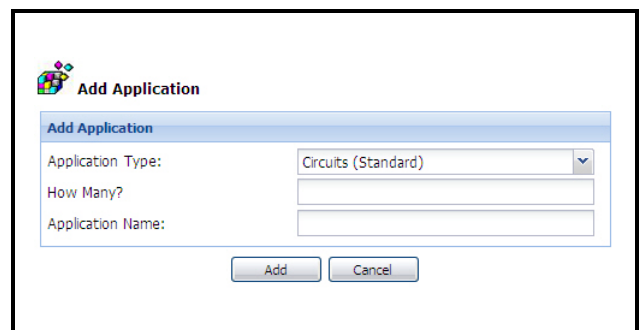 Add Application
Add Application
Application Type: Circuits (Standard)
How Many?
Application Name:
Add Cancel